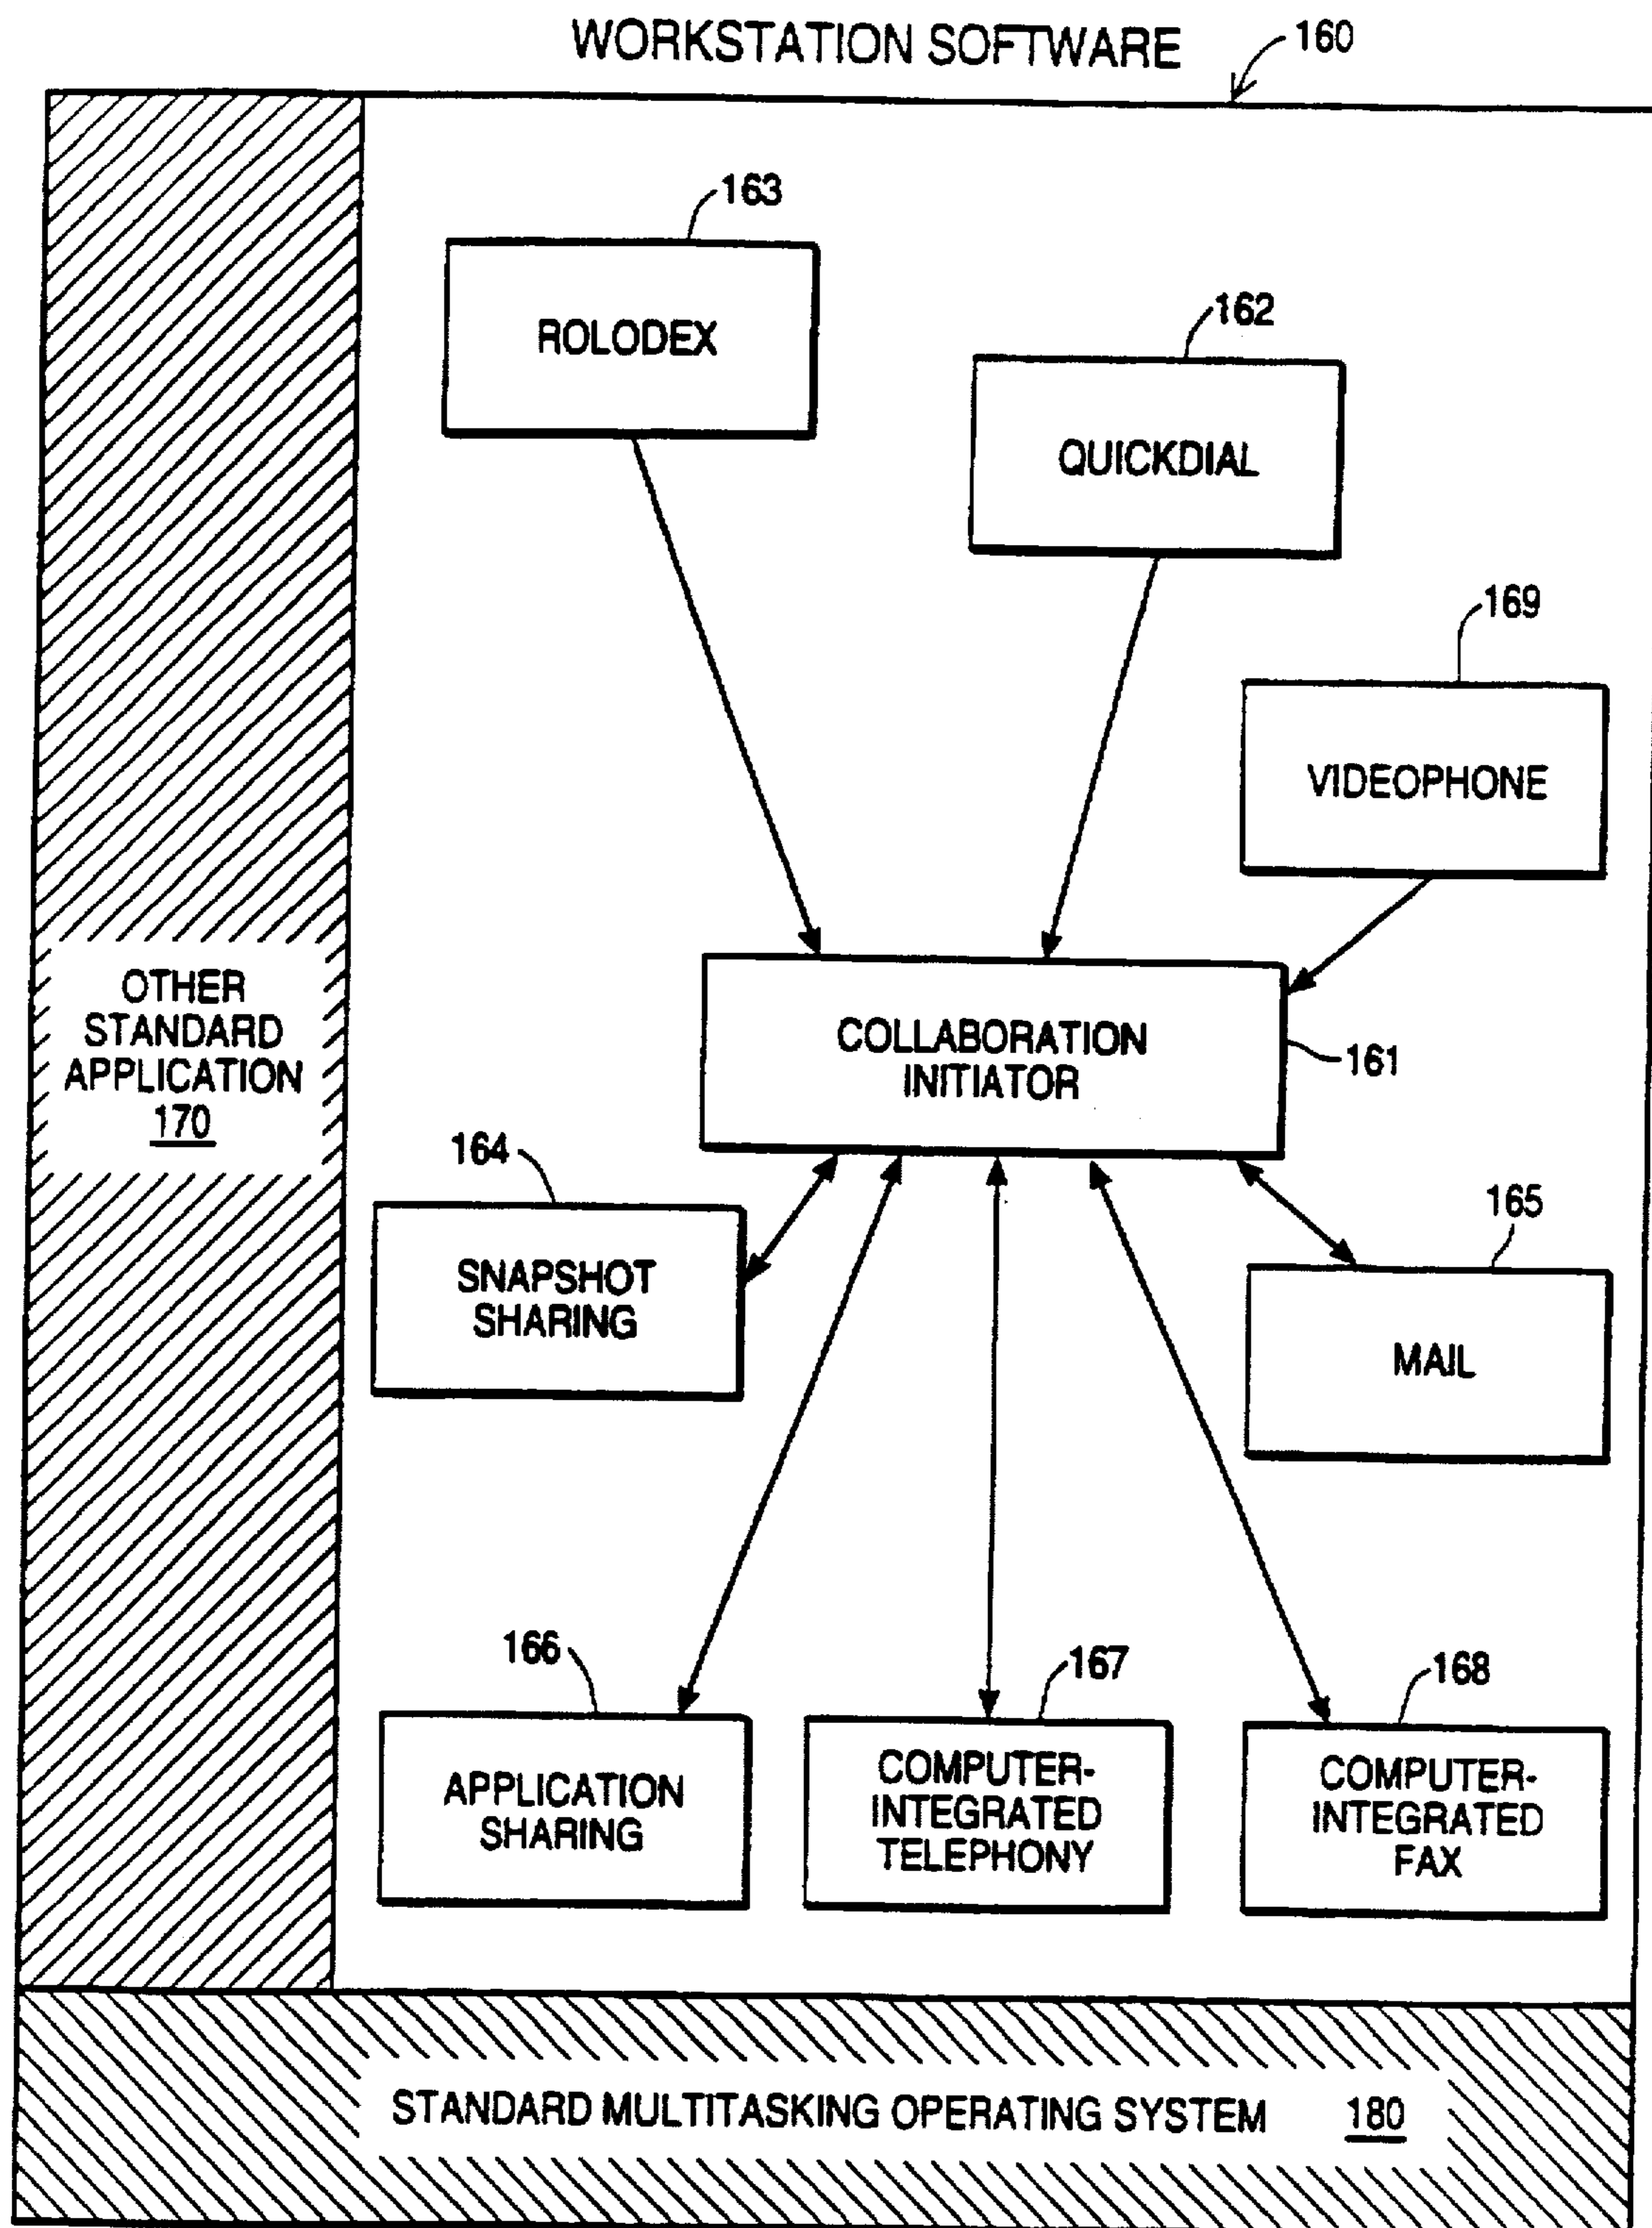 WORKSTATION SOFTWARE
160
163
ROLODEX
162
QUICKDIAL
169
VIDEOPHONE
COLLABORATION
INITIATOR
161
OTHER
STANDARD
APPLICATION
170
164
SNAPSHOT
SHARING
165
MAIL
166
APPLICATION
SHARING
167
COMPUTER-
INTEGRATED
TELEPHONY
168
COMPUTER-
INTEGRATED
FAX
STANDARD MULTITASKING OPERATING SYSTEM 180